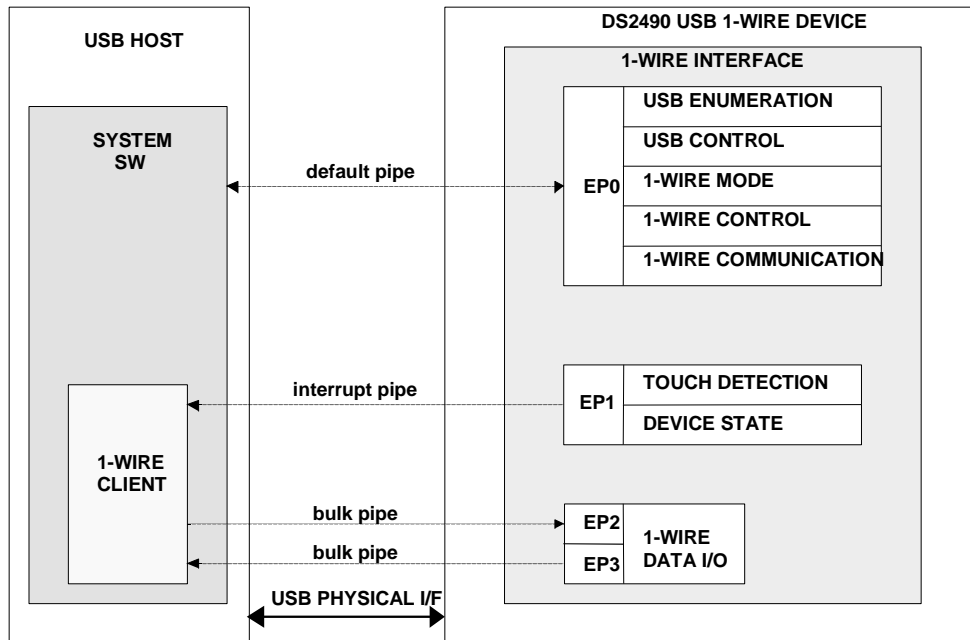 USB HOST
SYSTEM
SW
1-WIRE
CLIENT
default pipe
interrupt pipe
bulk pipe
bulk pipe
USB PHYSICAL I/F
DS2490 USB 1-WIRE DEVICE
1-WIRE INTERFACE
EP0
USB ENUMERATION
USB CONTROL
1-WIRE MODE
1-WIRE CONTROL
1-WIRE COMMUNICATION
EP1
TOUCH DETECTION
DEVICE STATE
EP2
EP3
1-WIRE
DATA I/O